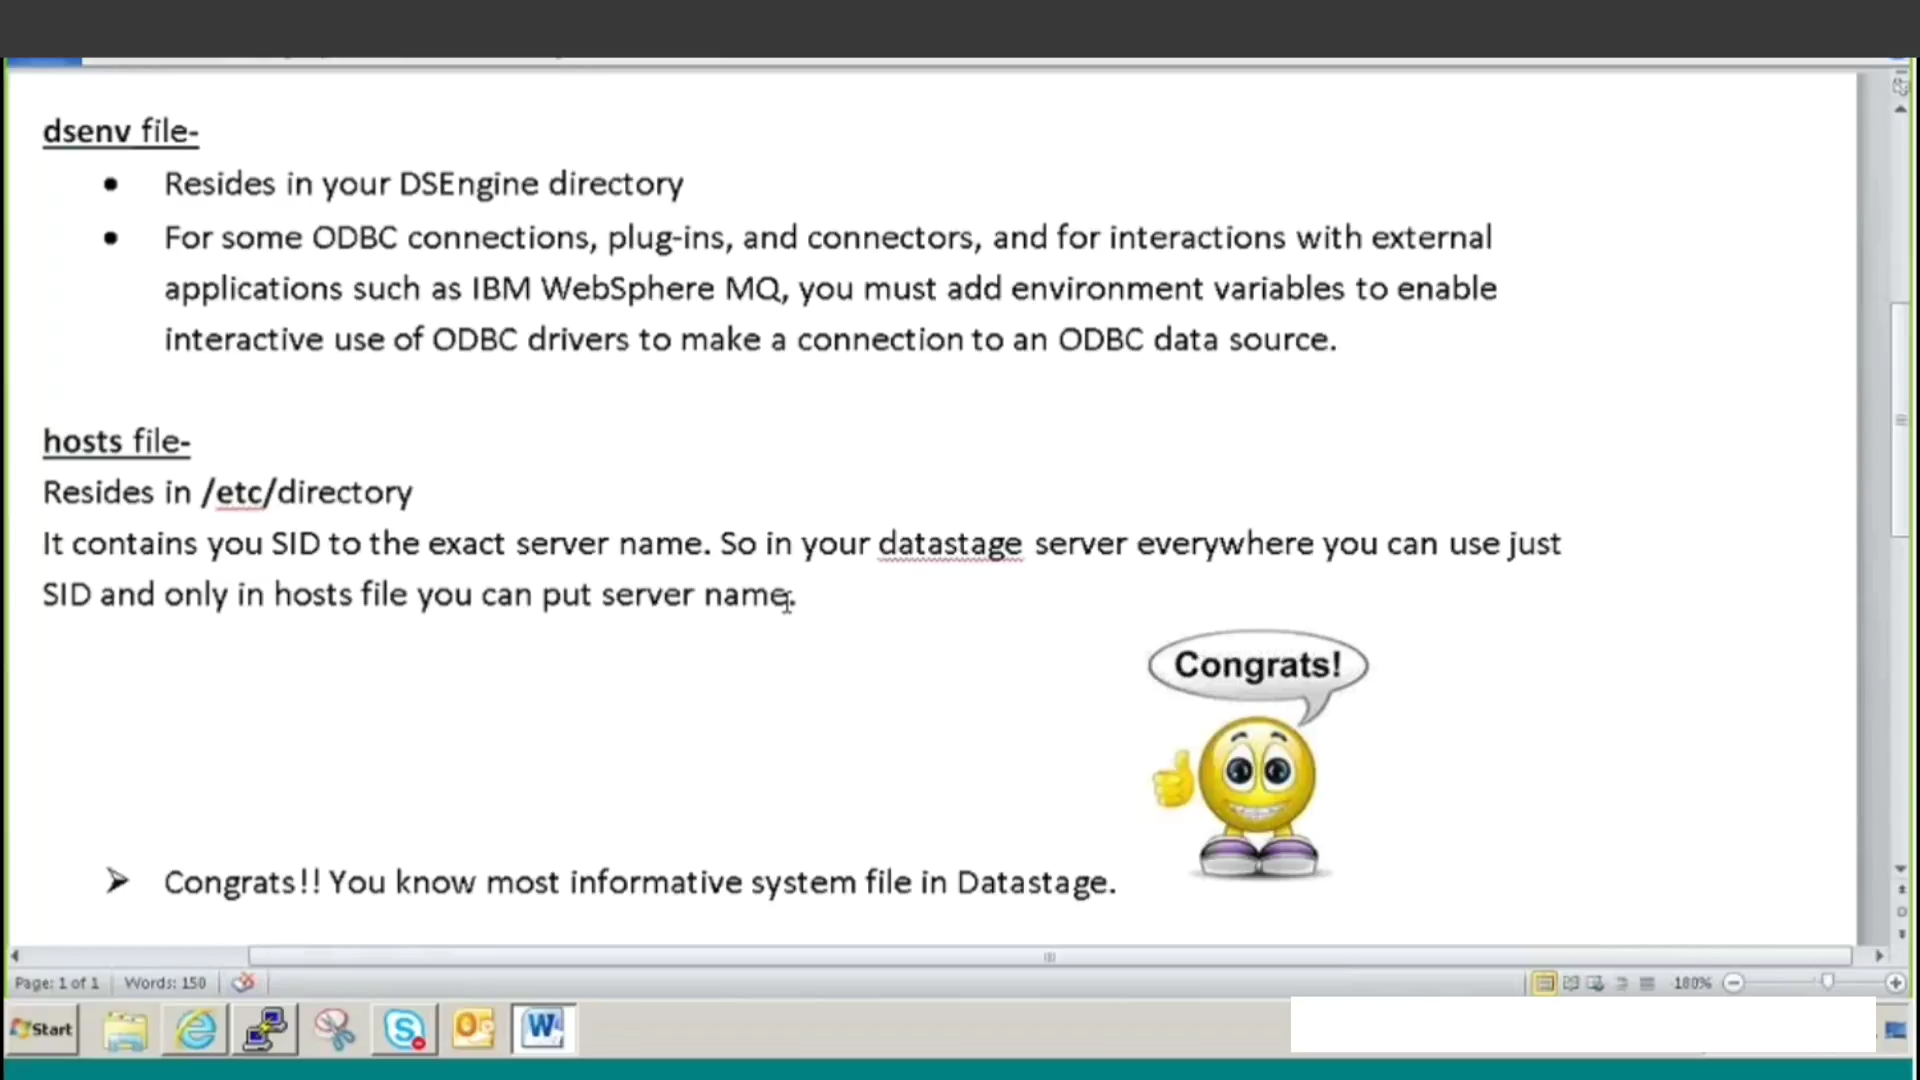 dsenv file-
• Resides in your DSEngine directory
• For some ODBC connections, plug-ins, and connectors, and for interactions with external
applications such as IBM WebSphere MQ, you must add environment variables to enable
interactive use of ODBC drivers to make a connection to an ODBC data source.
hosts file-
Resides in /etc/directory
It contains you SID to the exact server name. So in your datastage server everywhere you can use just
SID and only in hosts file you can put server name.
Congrats!
➢ Congrats!! You know most informative system file in Datastage.
Page: 1 of 1 Words: 150 180%
Start